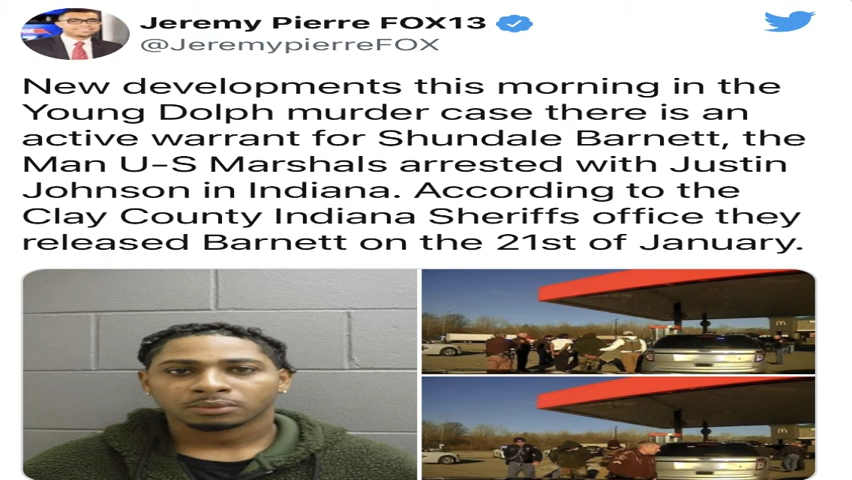 Jeremy Pierre FOX13
@JeremypierreFOX
New developments this morning in the
Young Dolph murder case there is an
active warrant for Shundale Barnett, the
Man U-S Marshals arrested with Justin
Johnson in Indiana. According to the
Clay County Indiana Sheriffs office they
released Barnett on the 21st of January.